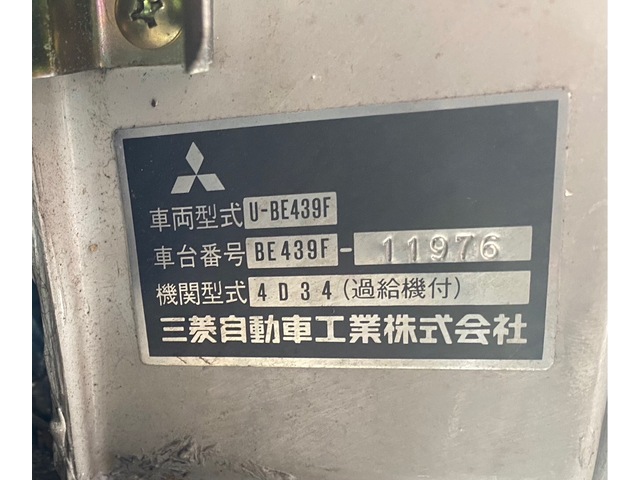 車両型式 U-BE439F
車台番号 BE439F-11976
機関型式 4D34(過給機付)
三菱自動車工業株式会社